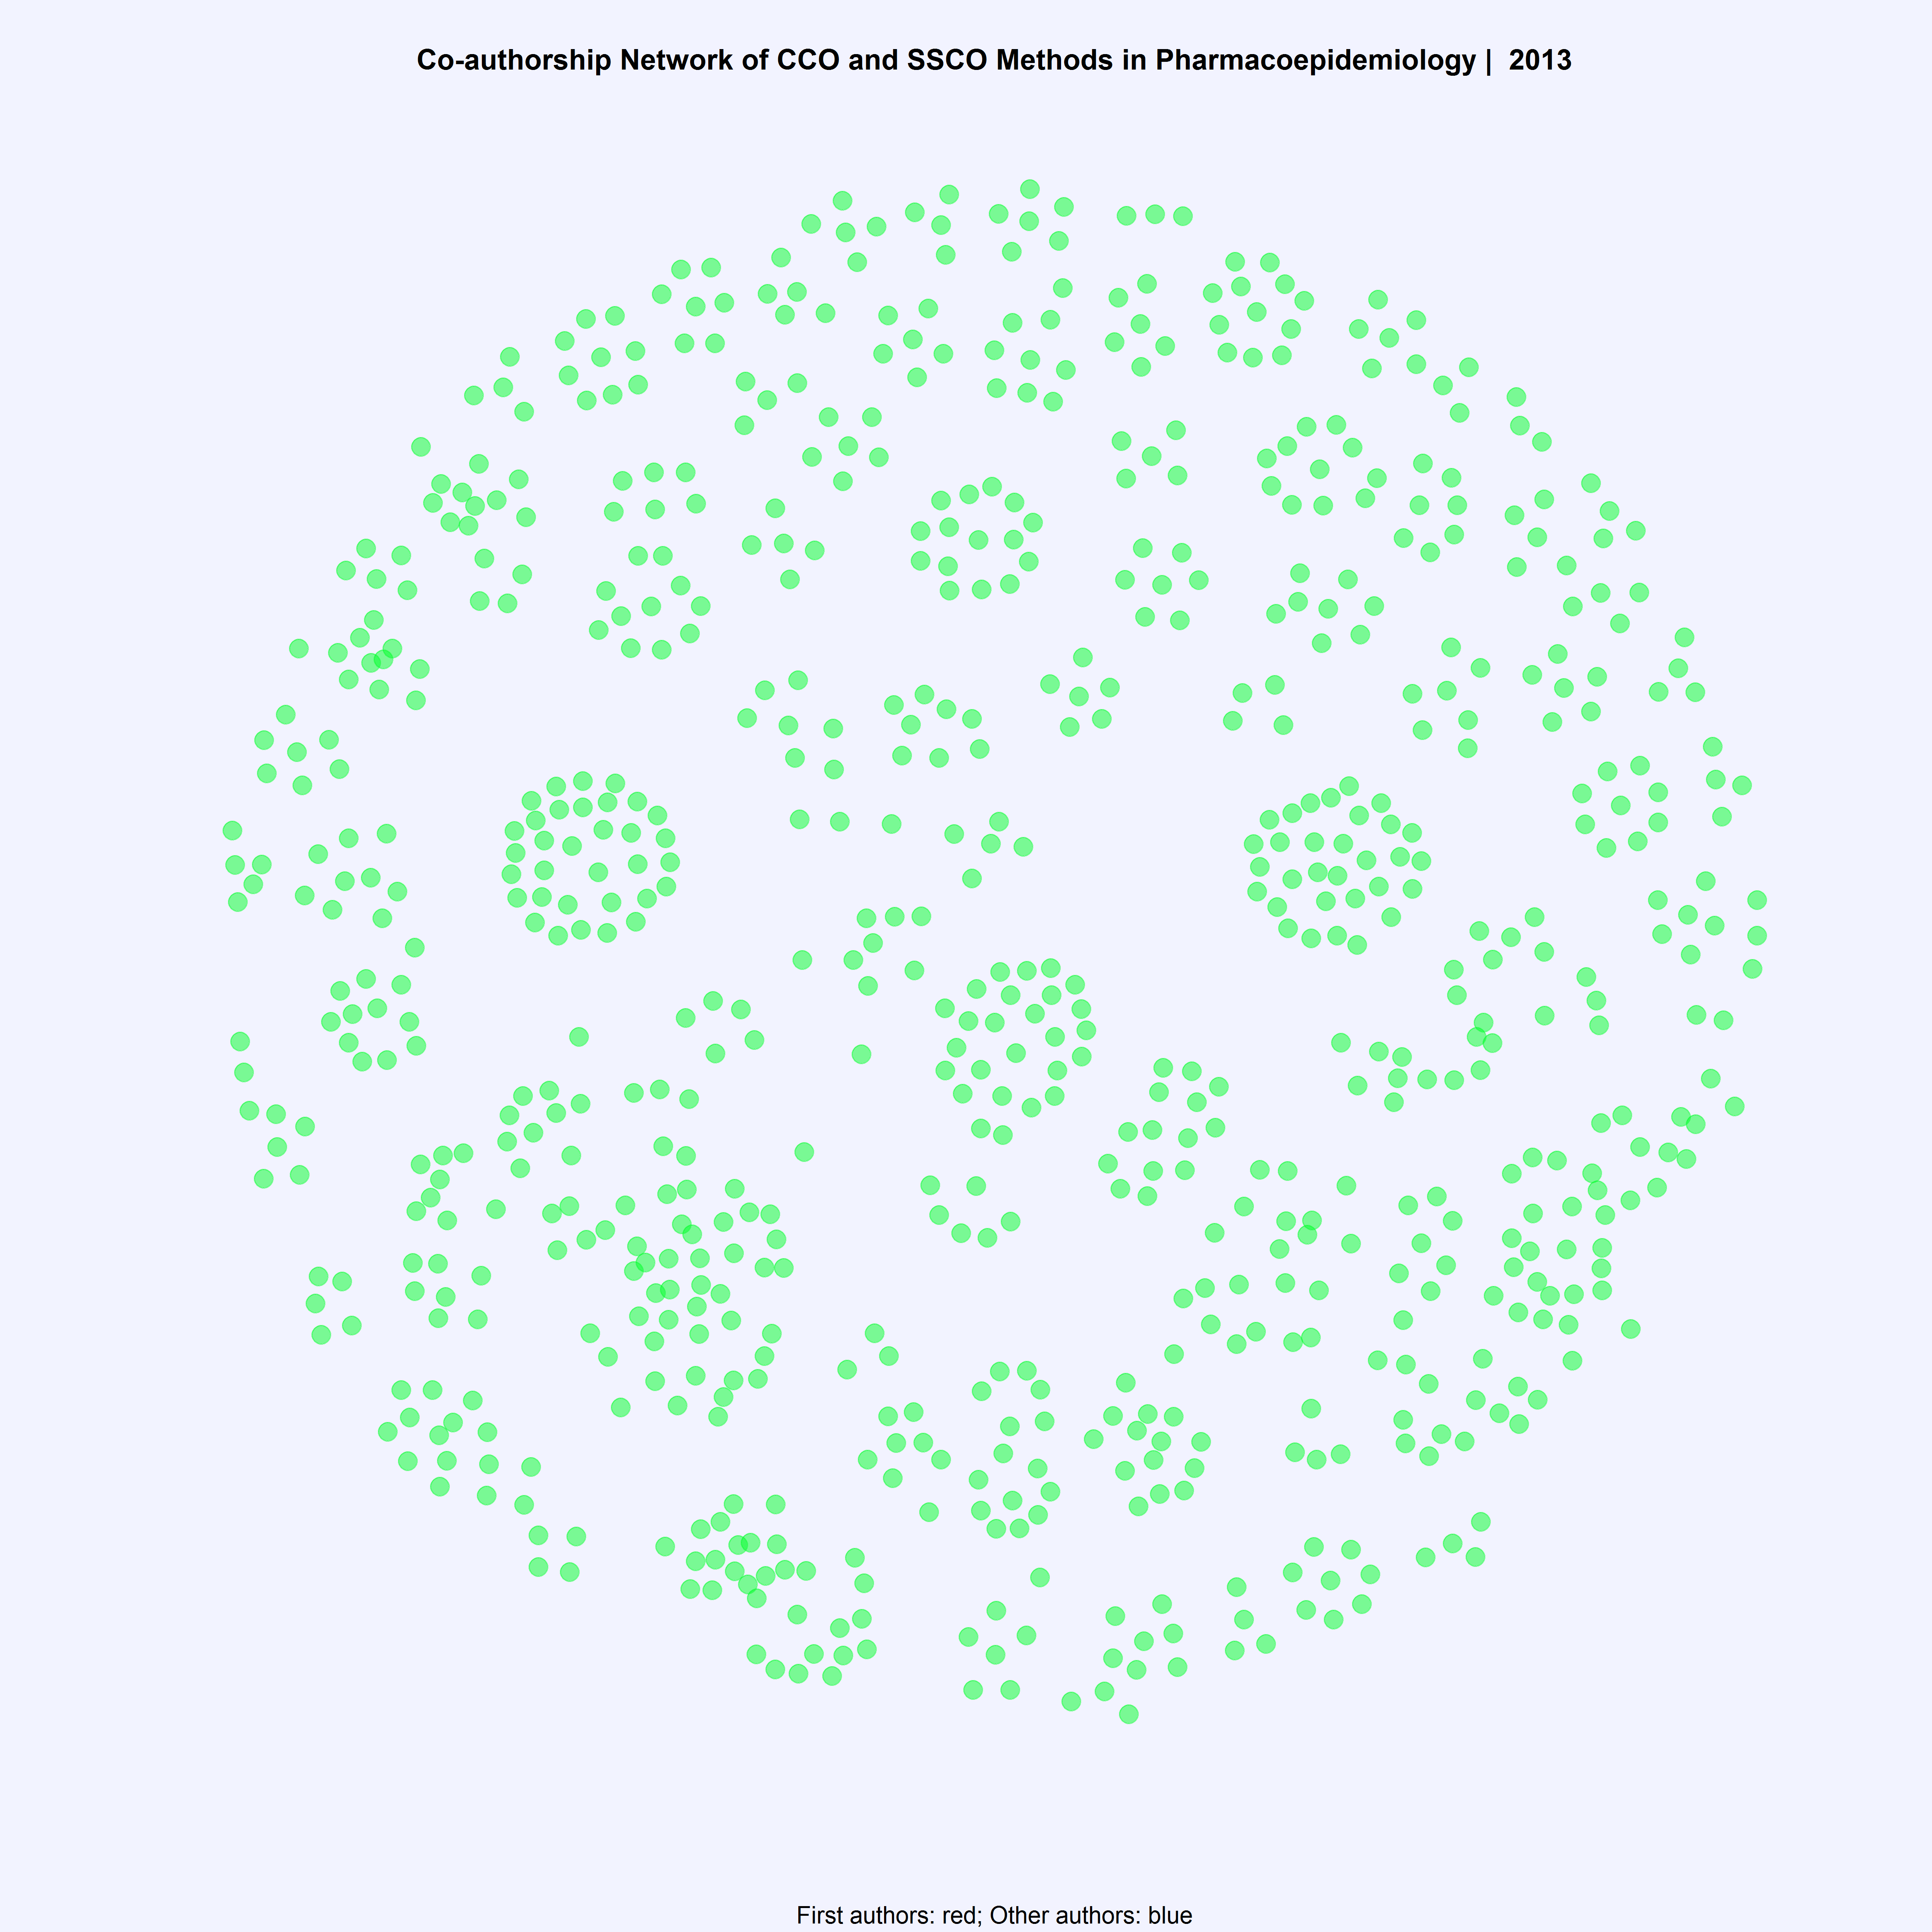 Co-authorship Network of CCO and SSCO Methods in Pharmacoepidemiology | 2013
First authors: red; Other authors: blue